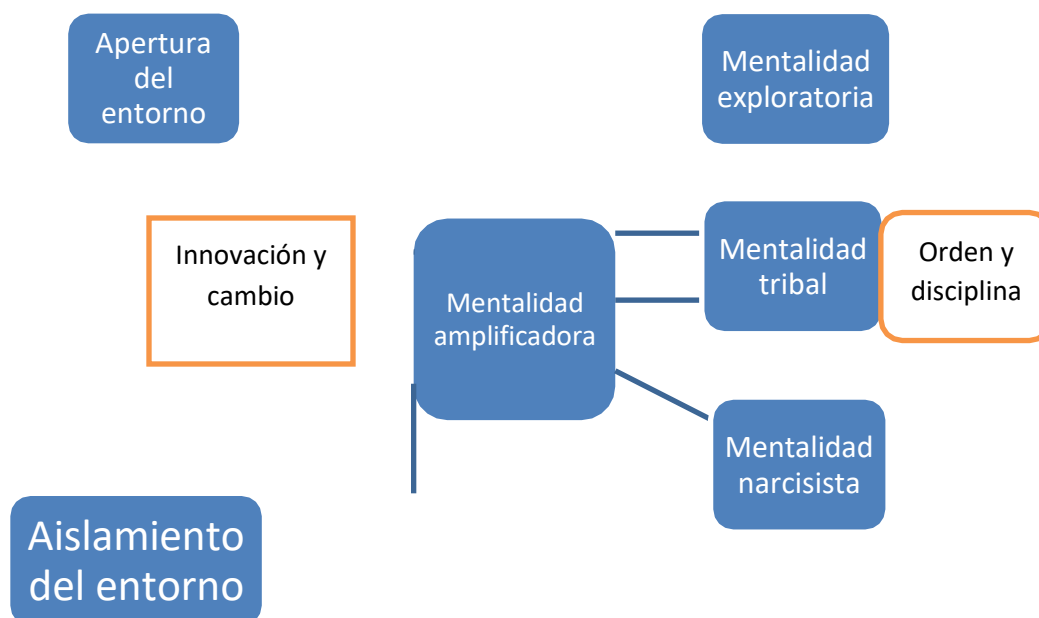 Apertura
del
entorno
Mentalidad
exploratoria
Innovación y
cambio
Mentalidad
amplificadora
Mentalidad
tribal
Orden y
disciplina
Mentalidad
narcisista
Aislamiento
del entorno